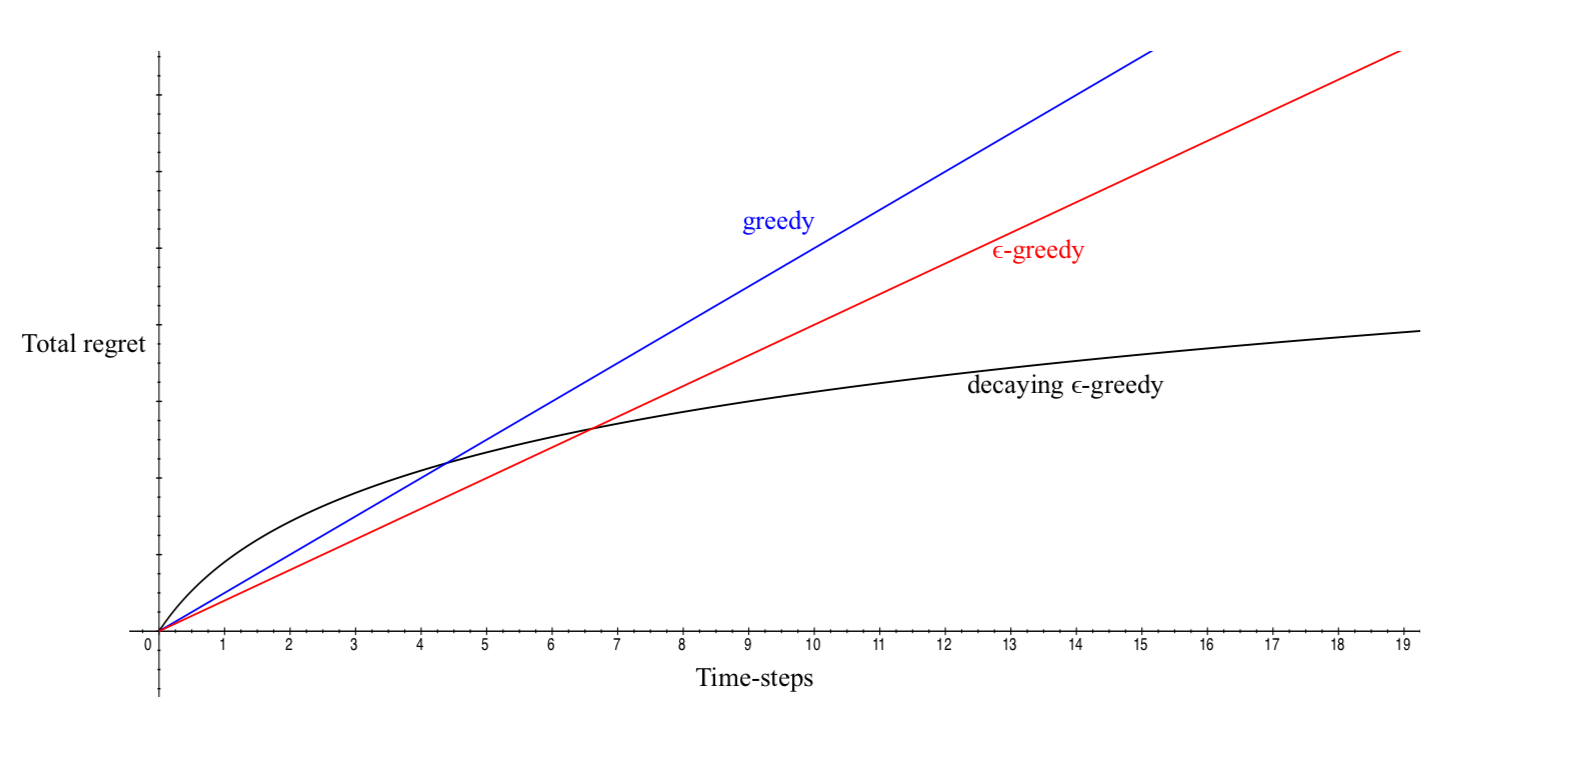 greedy
ϵ-greedy
Total regret
decaying ϵ-greedy
0 1 2 3 4 5 6 7 8 9 10 11 12 13 14 15 16 17 18 19
Time-steps